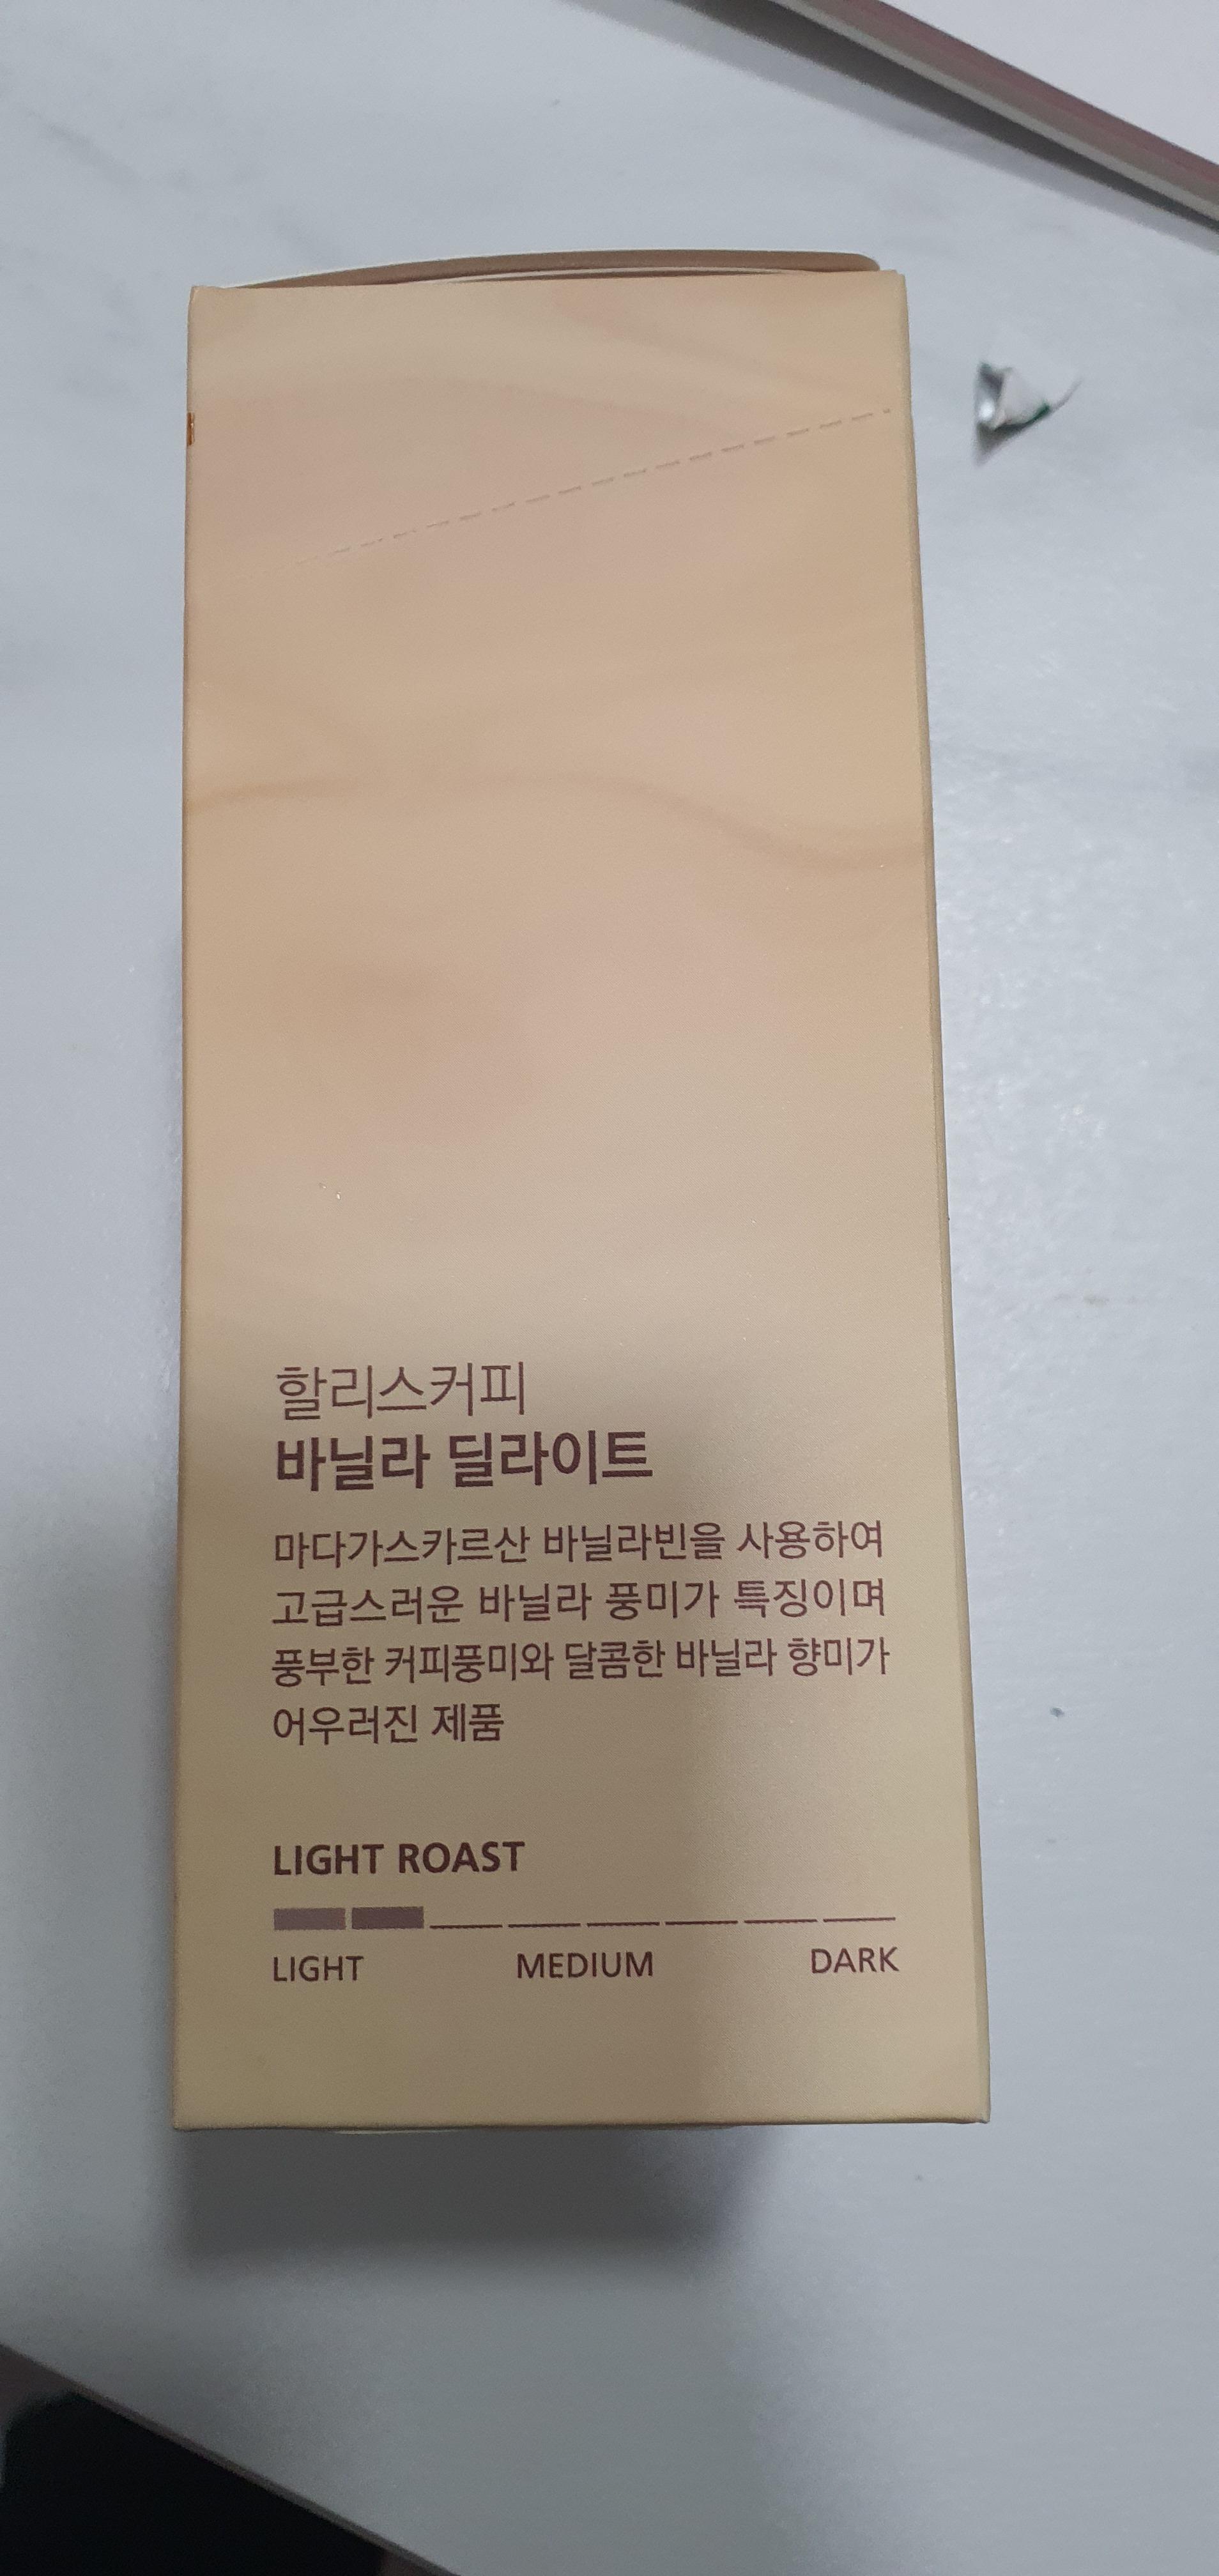 할리스커피
바닐라 딜라이트
마다가스카르산 바닐라빈을 사용하여
고급스러운 바닐라 풍미가 특징이며
풍부한 커피풍미와 달콤한 바닐라 향미가
어우러진 제품
LIGHT ROAST
LIGHT MEDIUM DARK